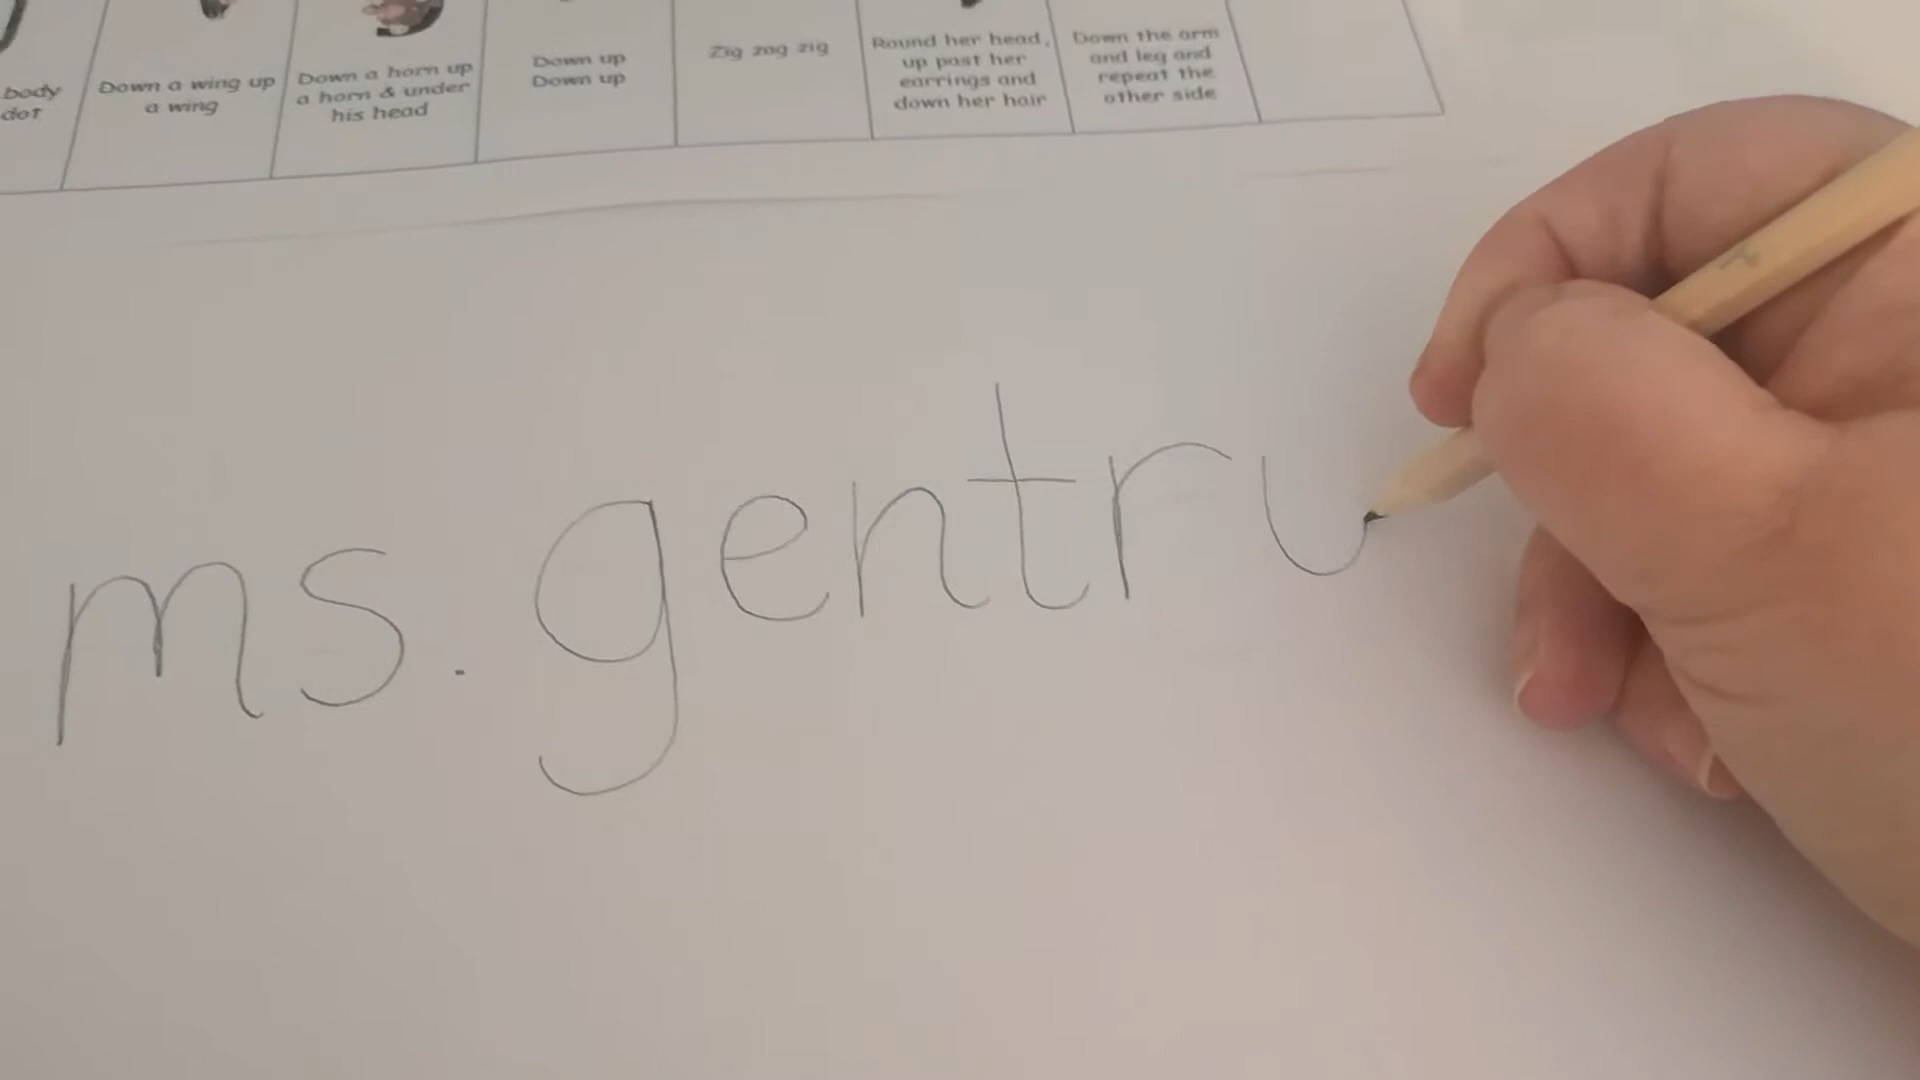 body
dot
Down a wing up
a wing
Down a horn up
a horn & under
his head
Down up
Down up
Zig zag zig
Round her head,
up past her
earrings and
down her hair
Down the arm
and leg and
repeat the
other side
ms. gentru